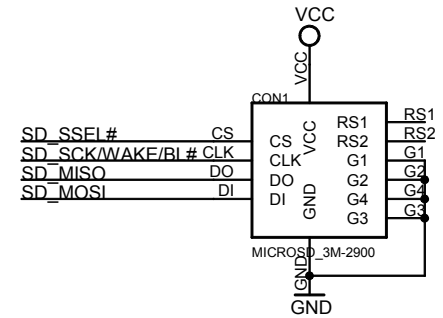 VCC
VCC
CON1
RS1
RS1
RS2
RS2
SD_SSEL# CS CS VCC
G1 G1
SD_SCK/WAKE/BL# CLK CLK
G2 G2
SD_MISO DO DO
G4 G4
SD_MOSI DI DI GND
G3 G3
MICROSD_3M-2900
GND
GND